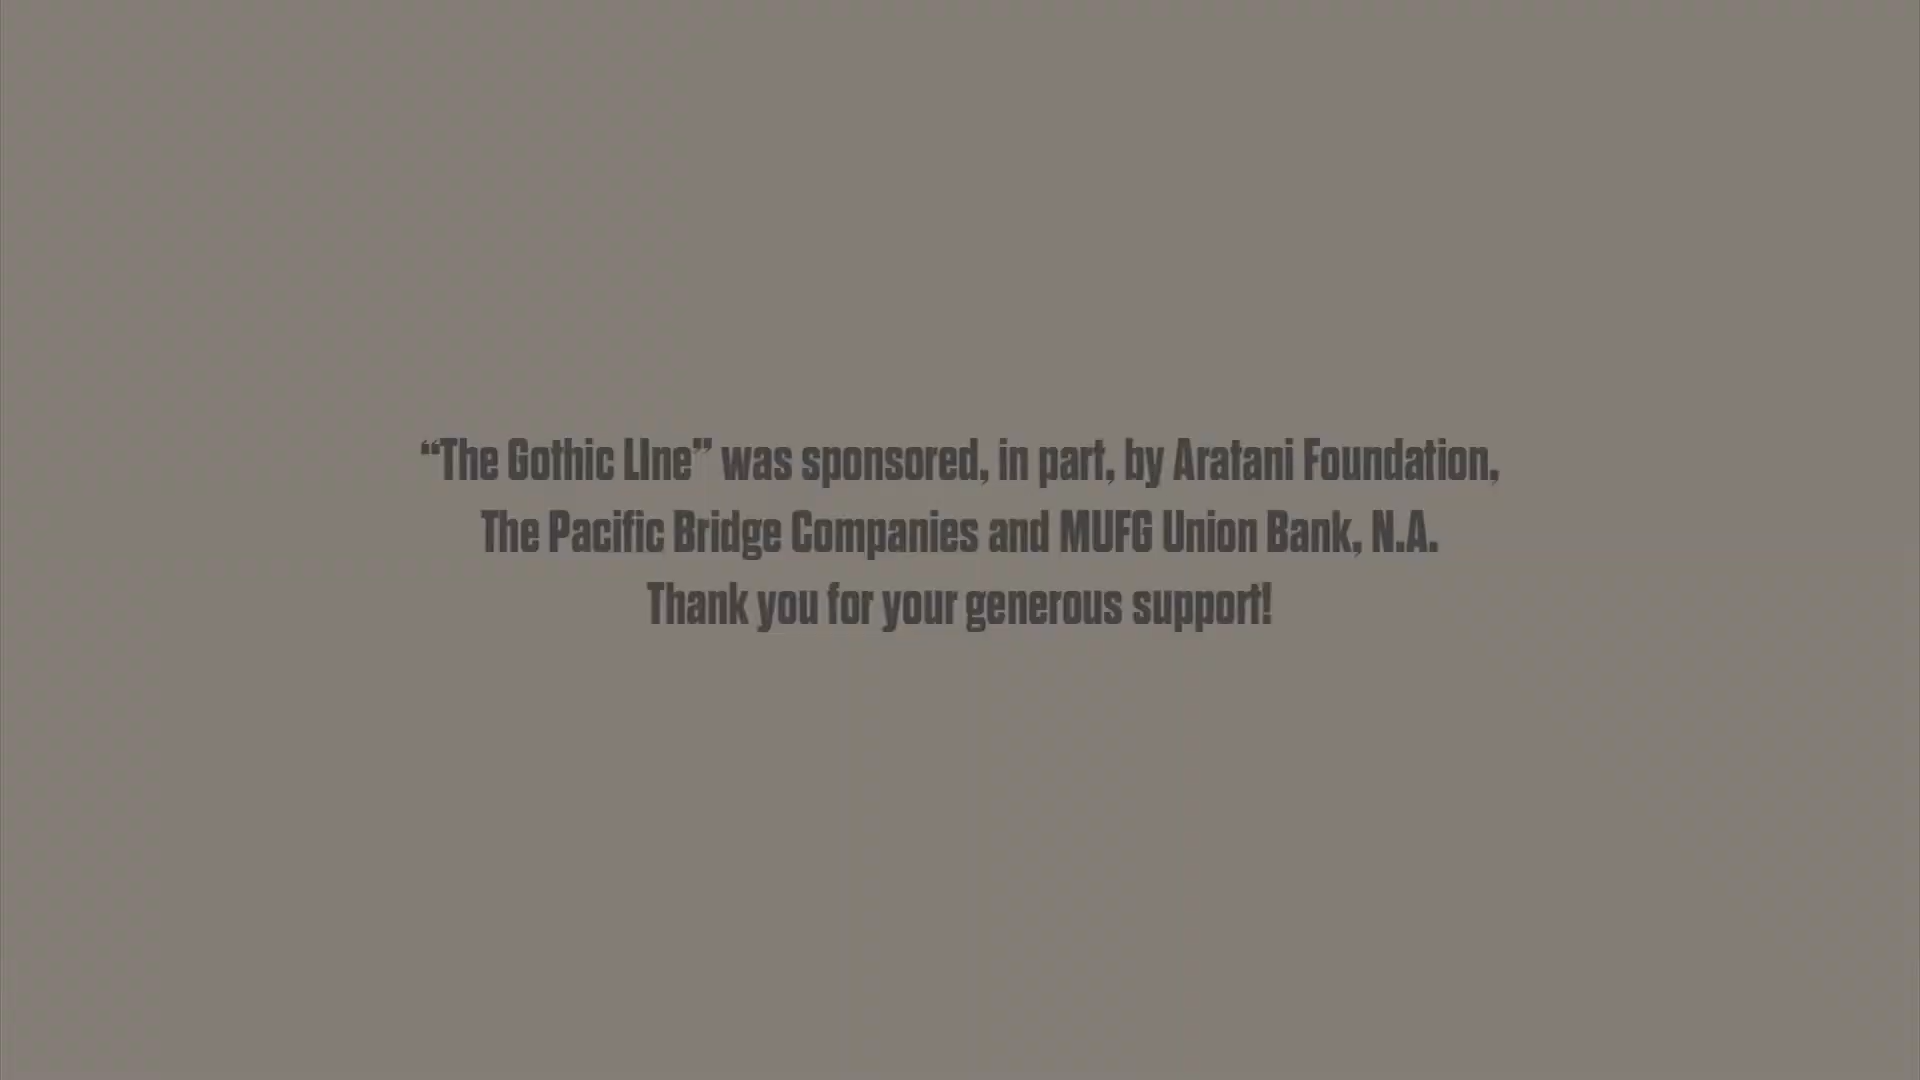 “The Gothic LIne” was sponsored, in part, by Aratani Foundation,
The Pacific Bridge Companies and MUFG Union Bank, N.A.
Thank you for your generous support!